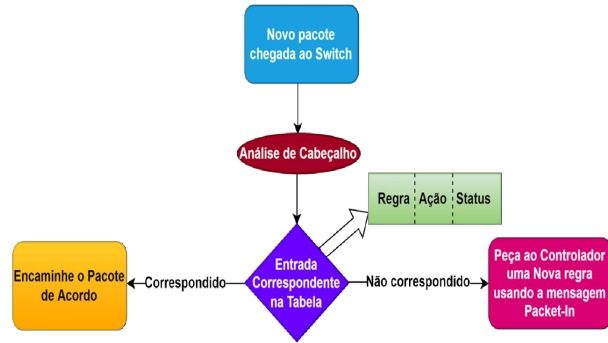 Novo pacote
chegada ao Switch
Análise de Cabeçalho
Regra Ação Status
Entrada
Correspondente
na Tabela
Correspondido
Não correspondido
Encaminhe o Pacote
de Acordo
Peça ao Controlador
uma Nova regra
usando a mensagem
Packet-In